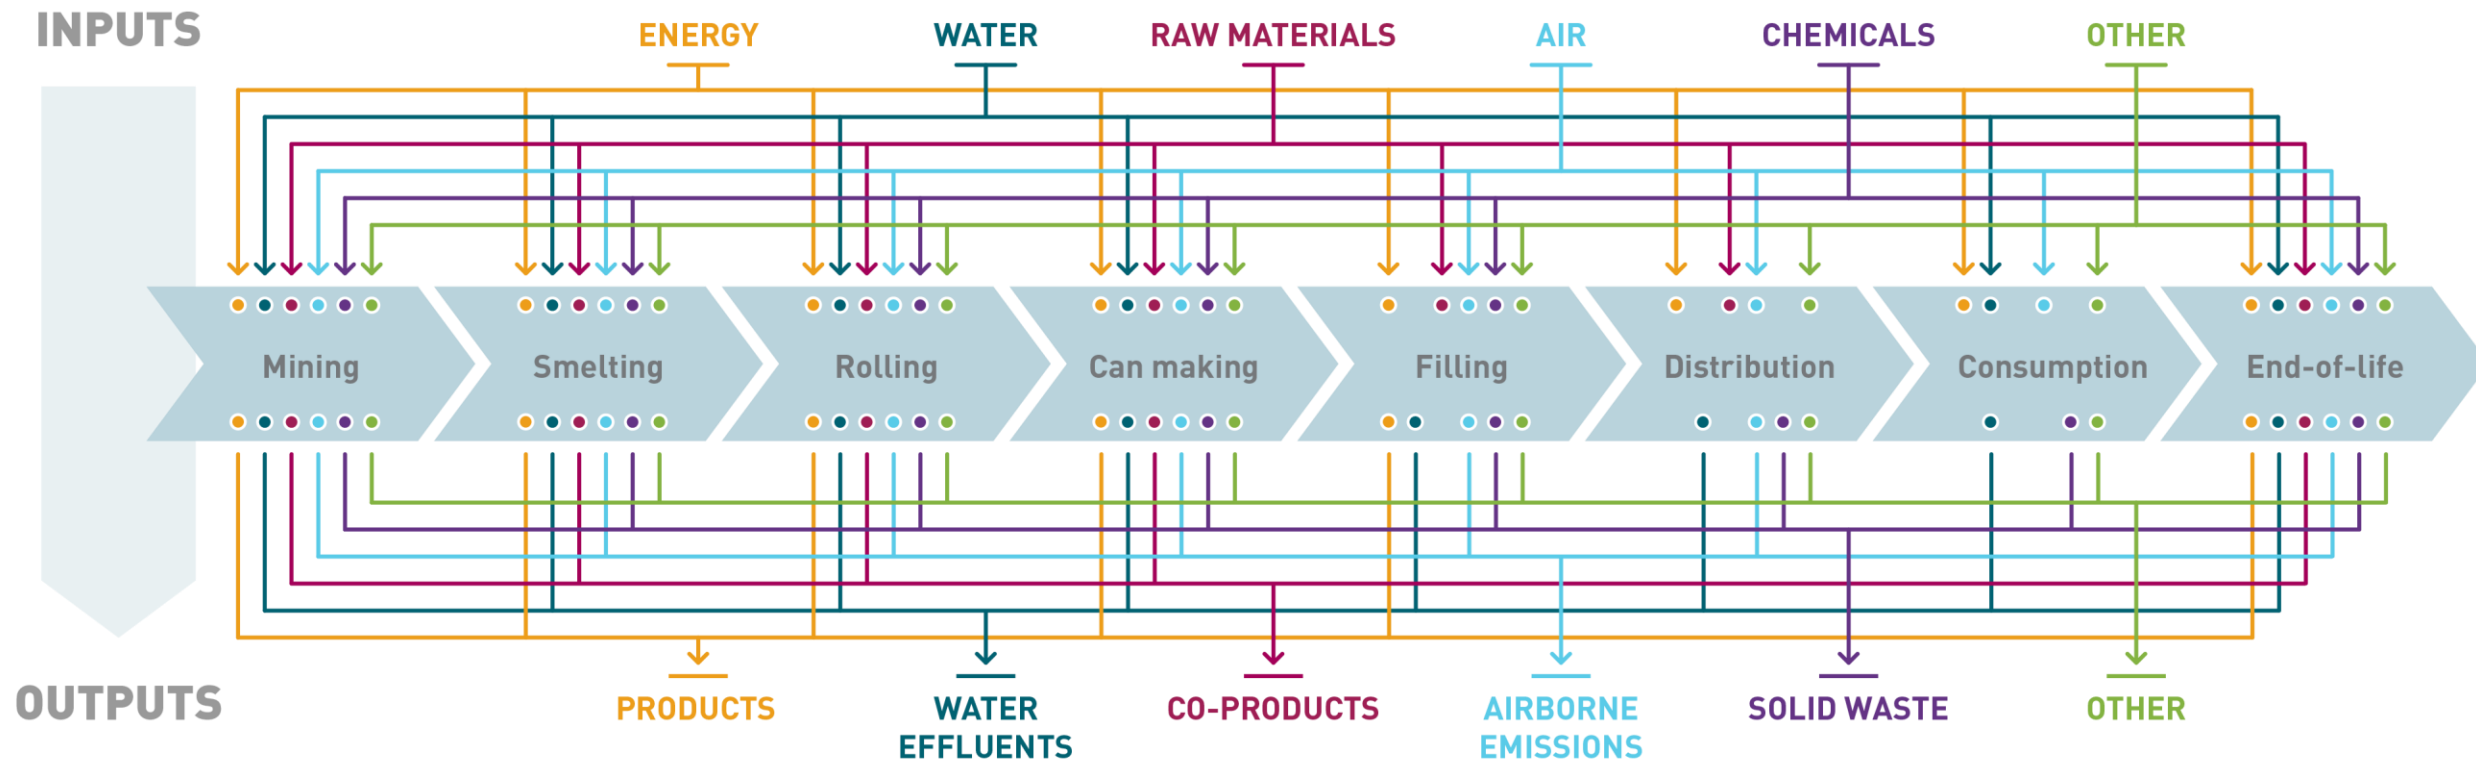 INPUTS
ENERGY
WATER
RAW MATERIALS
AIR
CHEMICALS
OTHER
Mining
Smelting
Rolling
Can making
Filling
Distribution
Consumption
End-of-life
OUTPUTS
PRODUCTS
WATER
EFFLUENTS
CO-PRODUCTS
AIRBORNE
EMISSIONS
SOLID WASTE
OTHER